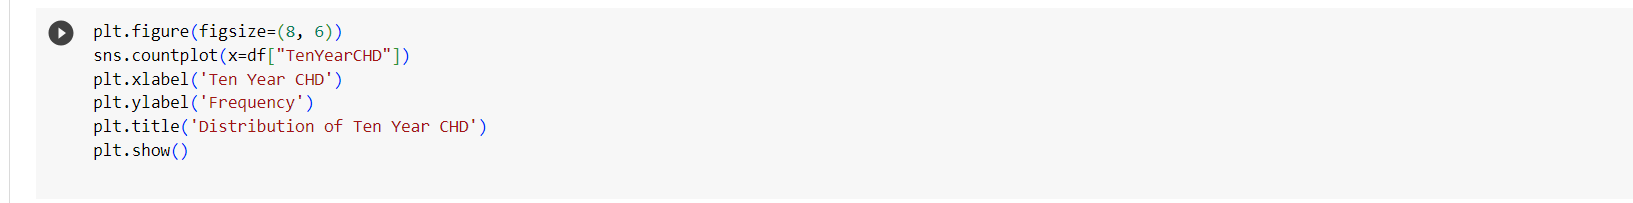 plt.figure(figsize=(8, 6))
sns.countplot(x=df["TenYearCHD"])
plt.xlabel('Ten Year CHD')
plt.ylabel('Frequency')
plt.title('Distribution of Ten Year CHD')
plt.show()